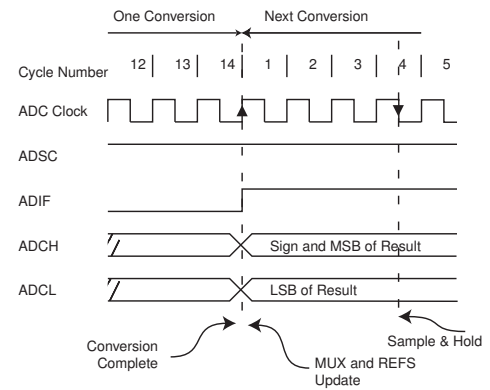 One Conversion Next Conversion
Cycle Number 12 13 14 1 2 3 4 5
ADC Clock
ADSC
ADIF
ADCH Sign and MSB of Result
ADCL LSB of Result
Conversion
Complete
MUX and REFS
Update
Sample & Hold